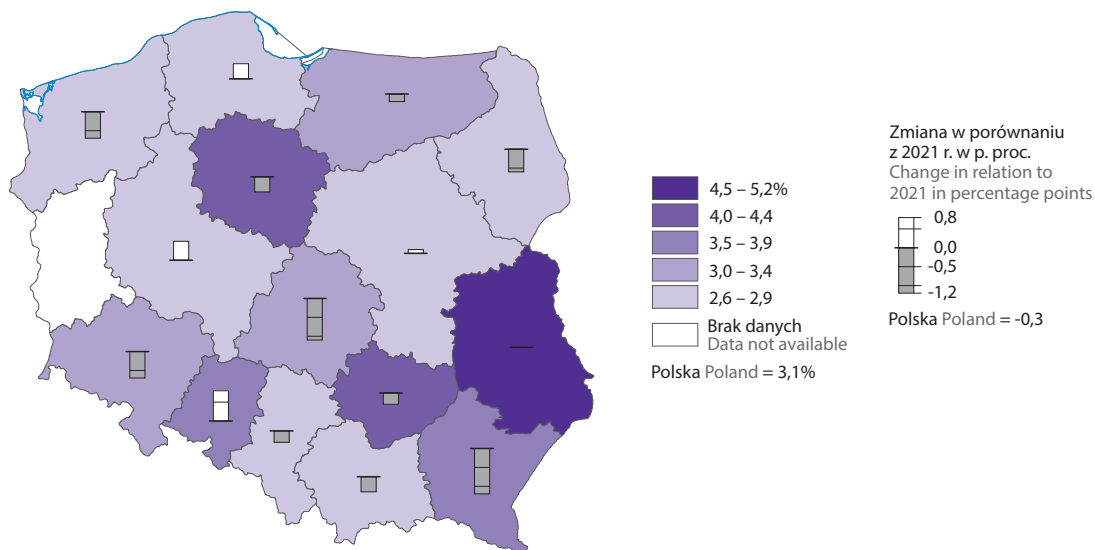 4,5 – 5,2%
4,0 – 4,4
3,5 – 3,9
3,0 – 3,4
2,6 – 2,9
Brak danych
Data not available
Polska Poland = 3,1%
Zmiana w porównaniu
z 2021 r. w p. proc.
Change in relation to
2021 in percentage points
0,8
0,0
-0,5
-1,2
Polska Poland = -0,3